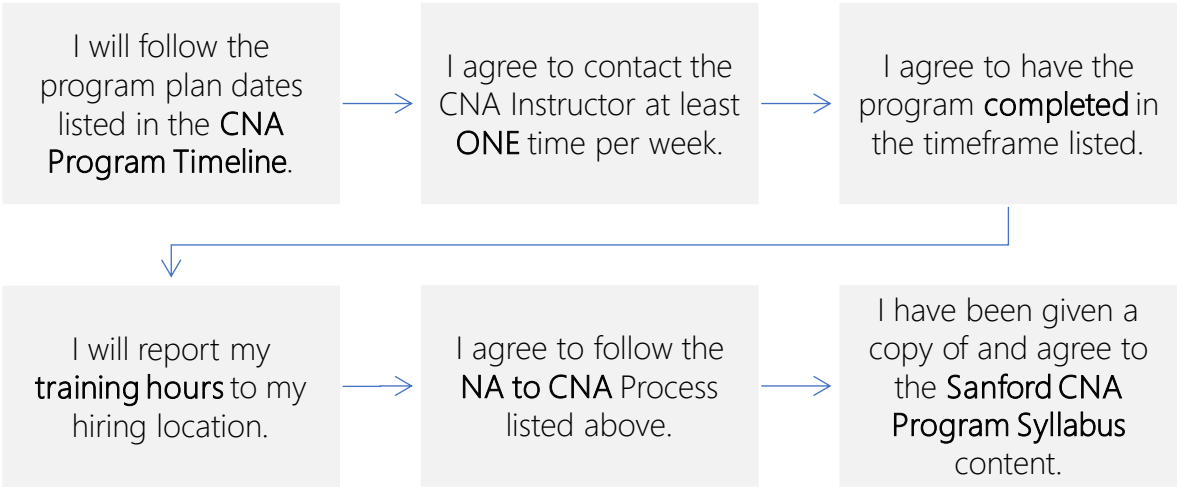 I will follow the
program plan dates
listed in the CNA
Program Timeline.
I agree to contact the
CNA Instructor at least
ONE time per week.
I agree to have the
program completed in
the timeframe listed.
I will report my
training hours to my
hiring location.
I agree to follow the
NA to CNA Process
listed above.
I have been given a
copy of and agree to
the Sanford CNA
Program Syllabus
content.